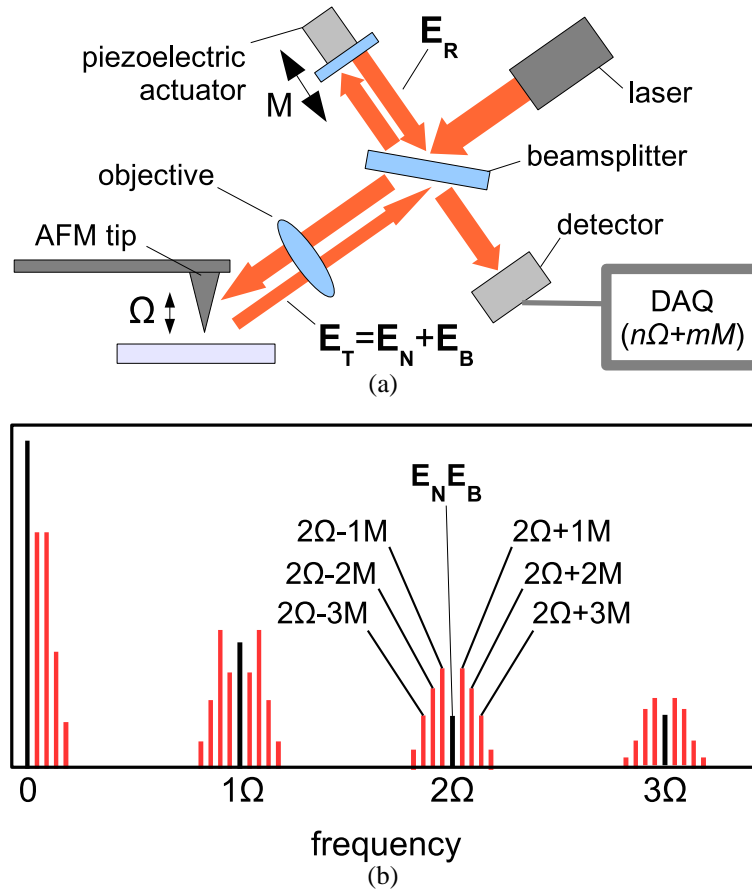 piezoelectric
actuator
M
E_R
laser
beamsplitter
objective
detector
AFM tip
Ω
DAQ
(nΩ+mM)
E_T=E_N+E_B
(a)
E_NE_B
2Ω-1M
2Ω+1M
2Ω-2M
2Ω+2M
2Ω-3M
2Ω+3M
0
1Ω
2Ω
3Ω
frequency
(b)